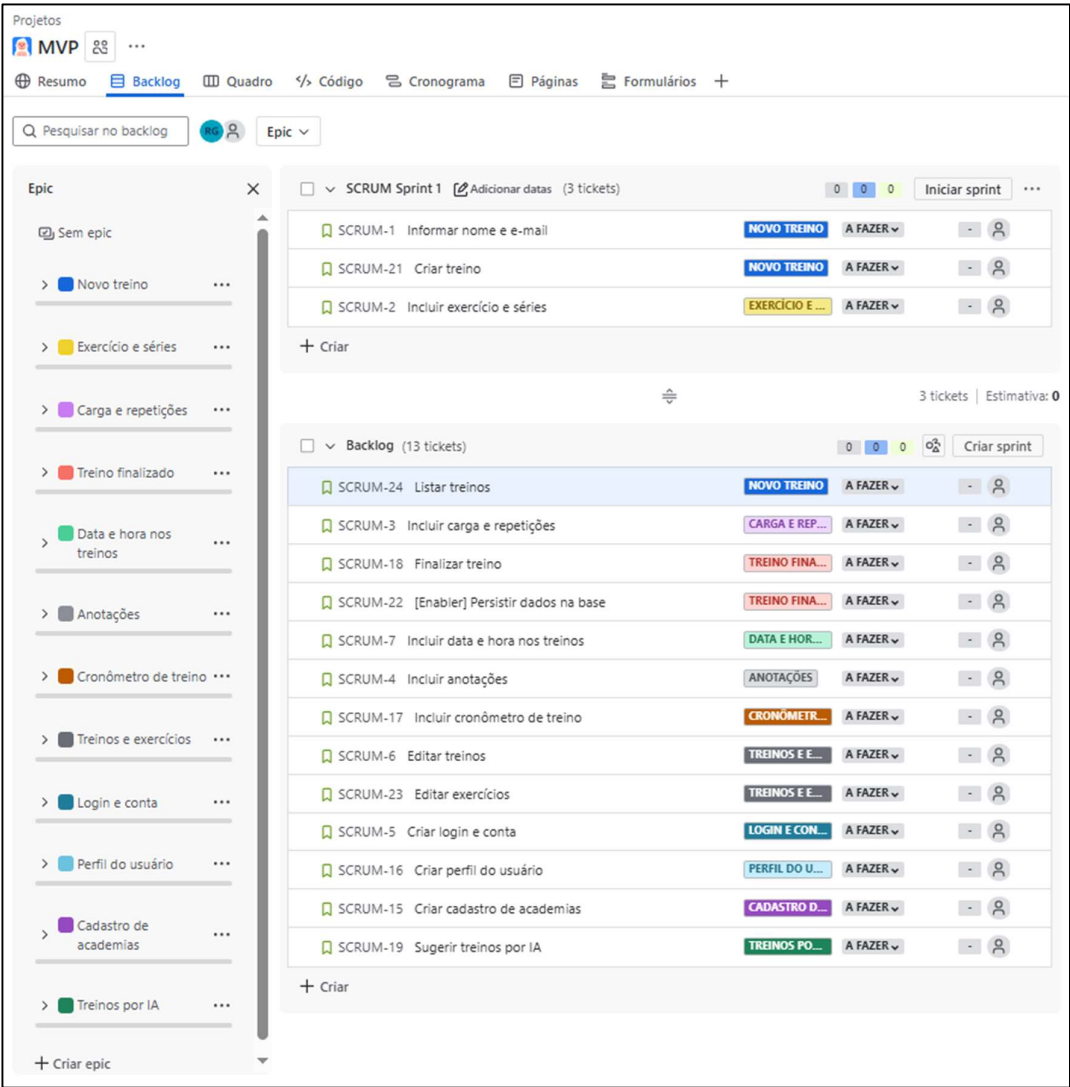 Projetos
MVP
Resumo Backlog Quadro Código Cronograma Páginas Formulários
Pesquisar no backlog RG Epic
Epic
Sem epic
Novo treino
Exercício e séries
Carga e repetições
Treino finalizado
Data e hora nos
treinos
Anotações
Cronômetro de treino
Treinos e exercícios
Login e conta
Perfil do usuário
Cadastro de
academias
Treinos por IA
+ Criar epic
SCRUM Sprint 1 Adicionar datas (3 tickets) 0 0 0 Iniciar sprint
SCRUM-1 Informar nome e e-mail NOVO TREINO A FAZER -
SCRUM-21 Criar treino NOVO TREINO A FAZER -
SCRUM-2 Incluir exercício e séries EXERCÍCIO E ... A FAZER -
+ Criar
3 tickets | Estimativa: 0
Backlog (13 tickets) 0 0 0 Criar sprint
SCRUM-24 Listar treinos NOVO TREINO A FAZER -
SCRUM-3 Incluir carga e repetições CARGA E REP... A FAZER -
SCRUM-18 Finalizar treino TREINO FINA... A FAZER -
SCRUM-22 [Enabler] Persistir dados na base TREINO FINA... A FAZER -
SCRUM-7 Incluir data e hora nos treinos DATA E HOR... A FAZER -
SCRUM-4 Incluir anotações ANOTAÇÕES A FAZER -
SCRUM-17 Incluir cronômetro de treino CRONÔMETR... A FAZER -
SCRUM-6 Editar treinos TREINOS E E... A FAZER -
SCRUM-23 Editar exercícios TREINOS E E... A FAZER -
SCRUM-5 Criar login e conta LOGIN E CON... A FAZER -
SCRUM-16 Criar perfil do usuário PERFIL DO U... A FAZER -
SCRUM-15 Criar cadastro de academias CADASTRO D... A FAZER -
SCRUM-19 Sugerir treinos por IA TREINOS PO... A FAZER -
+ Criar